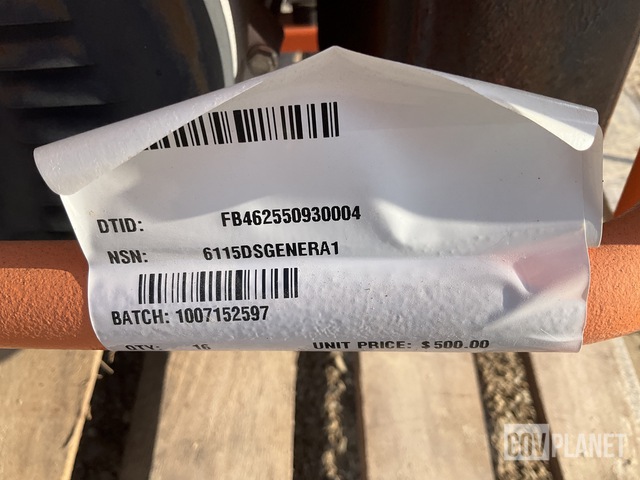 DTID: FB462550930004
NSN: 6115DSGENERA1
BATCH: 1007152597
QTY: 16 UNIT PRICE: $500.00
GOVPLANET